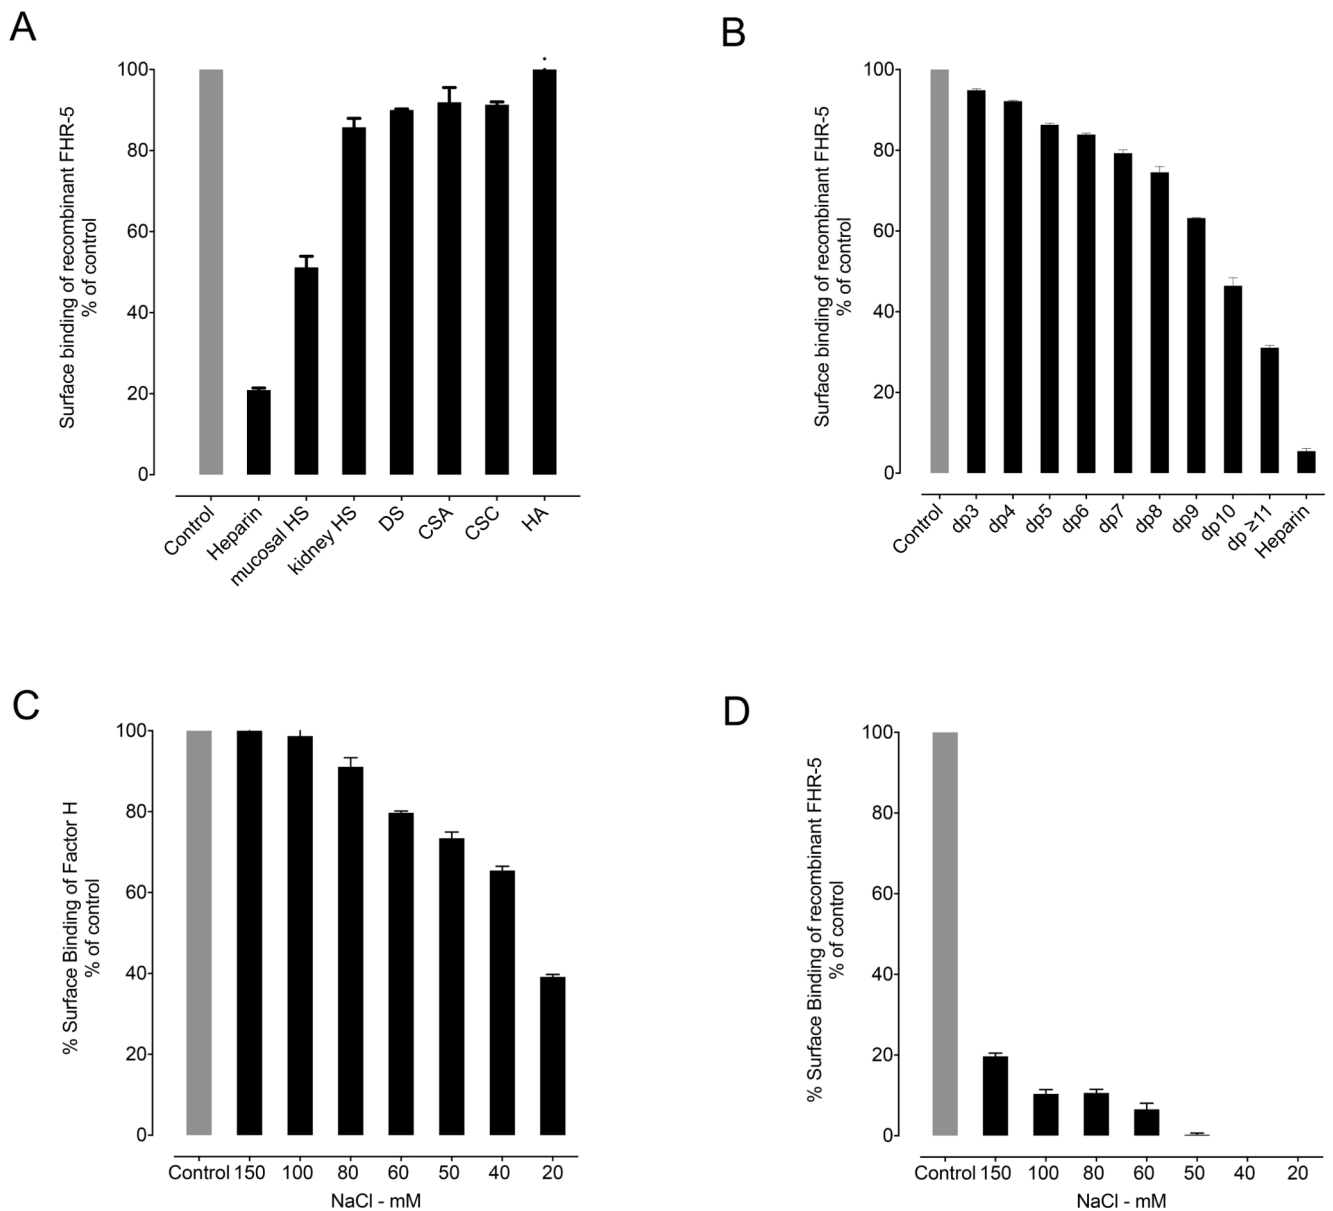 A
Surface binding of recombinant FHR-5
% of control
100
80
60
40
20
0
Control
Heparin
mucosal HS
kidney HS
DS
CSA
CSC
HA
B
Surface binding of recombinant FHR-5
% of control
100
80
60
40
20
0
Control
dp3
dp4
dp5
dp6
dp7
dp8
dp9
dp10
dp ≥11
Heparin
C
% Surface Binding of Factor H
% of control
100
80
60
40
20
0
Control 150 100 80 60 50 40 20
NaCl - mM
D
% Surface Binding of recombinant FHR-5
% of control
100
80
60
40
20
0
Control 150 100 80 60 50 40 20
NaCl - mM